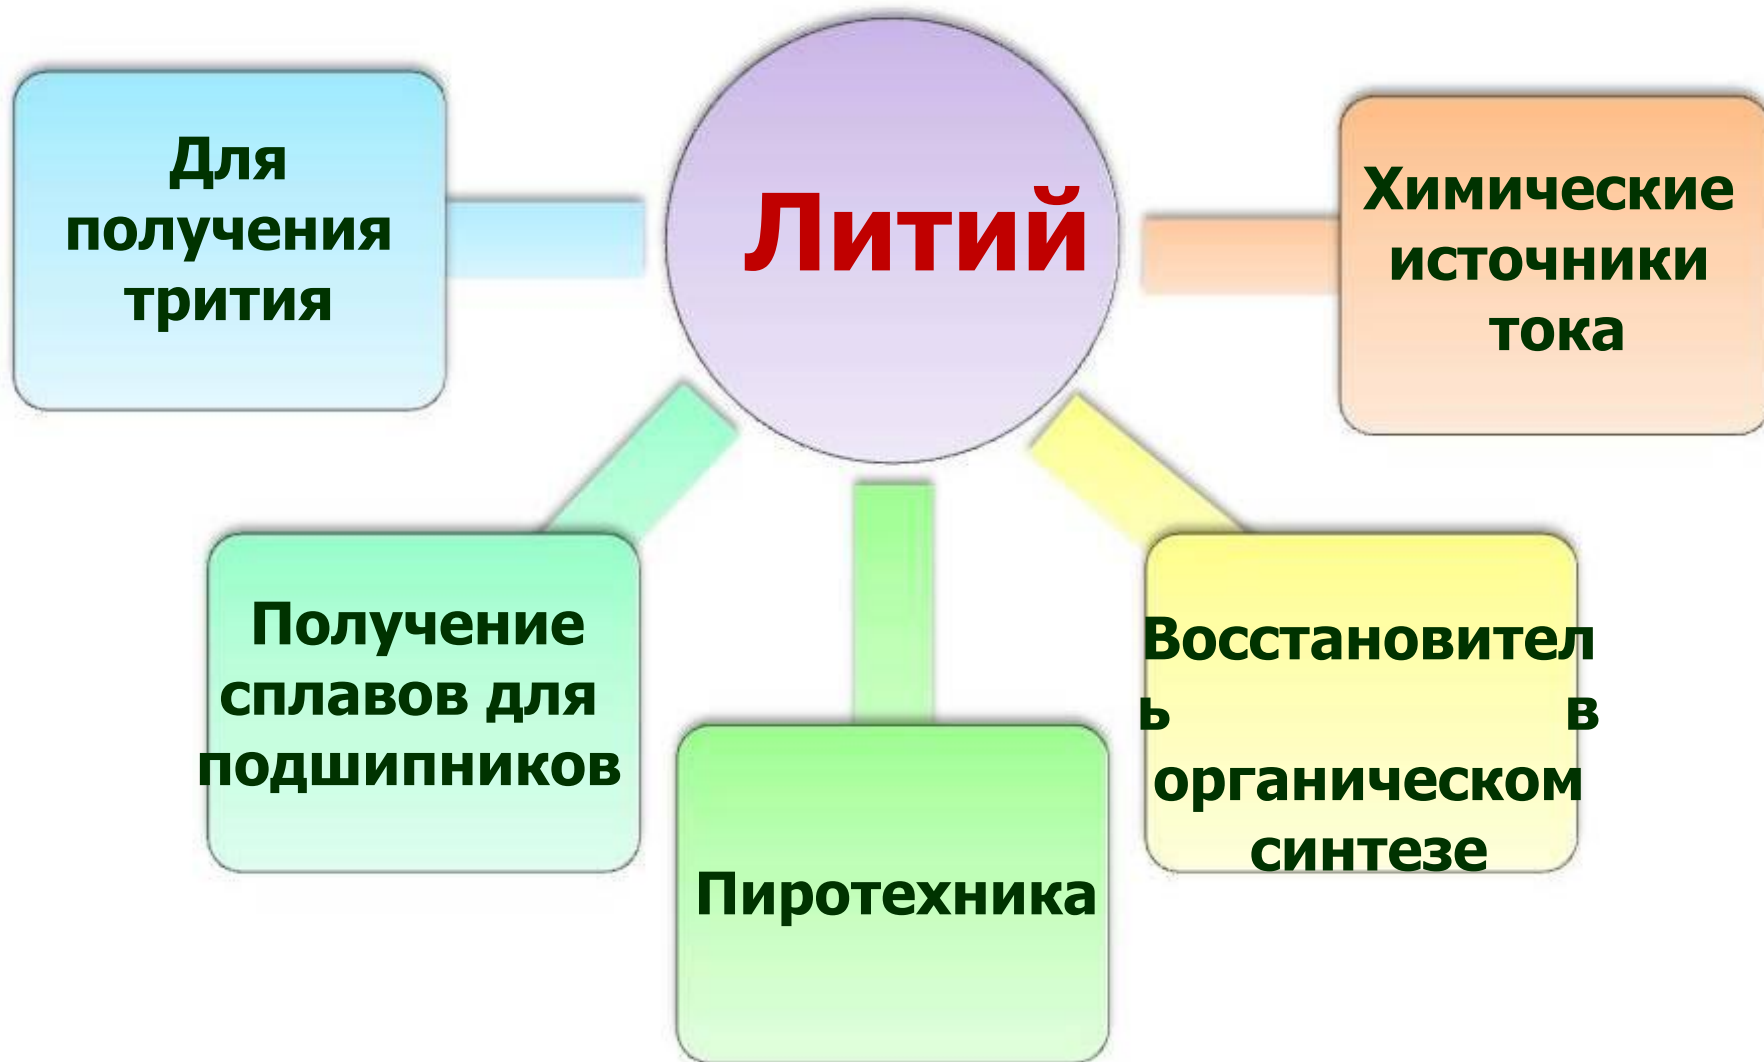 Литий
Для
получения
трития
Химические
источники
тока
Получение
сплавов для
подшипников
Восстановител
ь в
органическом
синтезе
Пиротехника